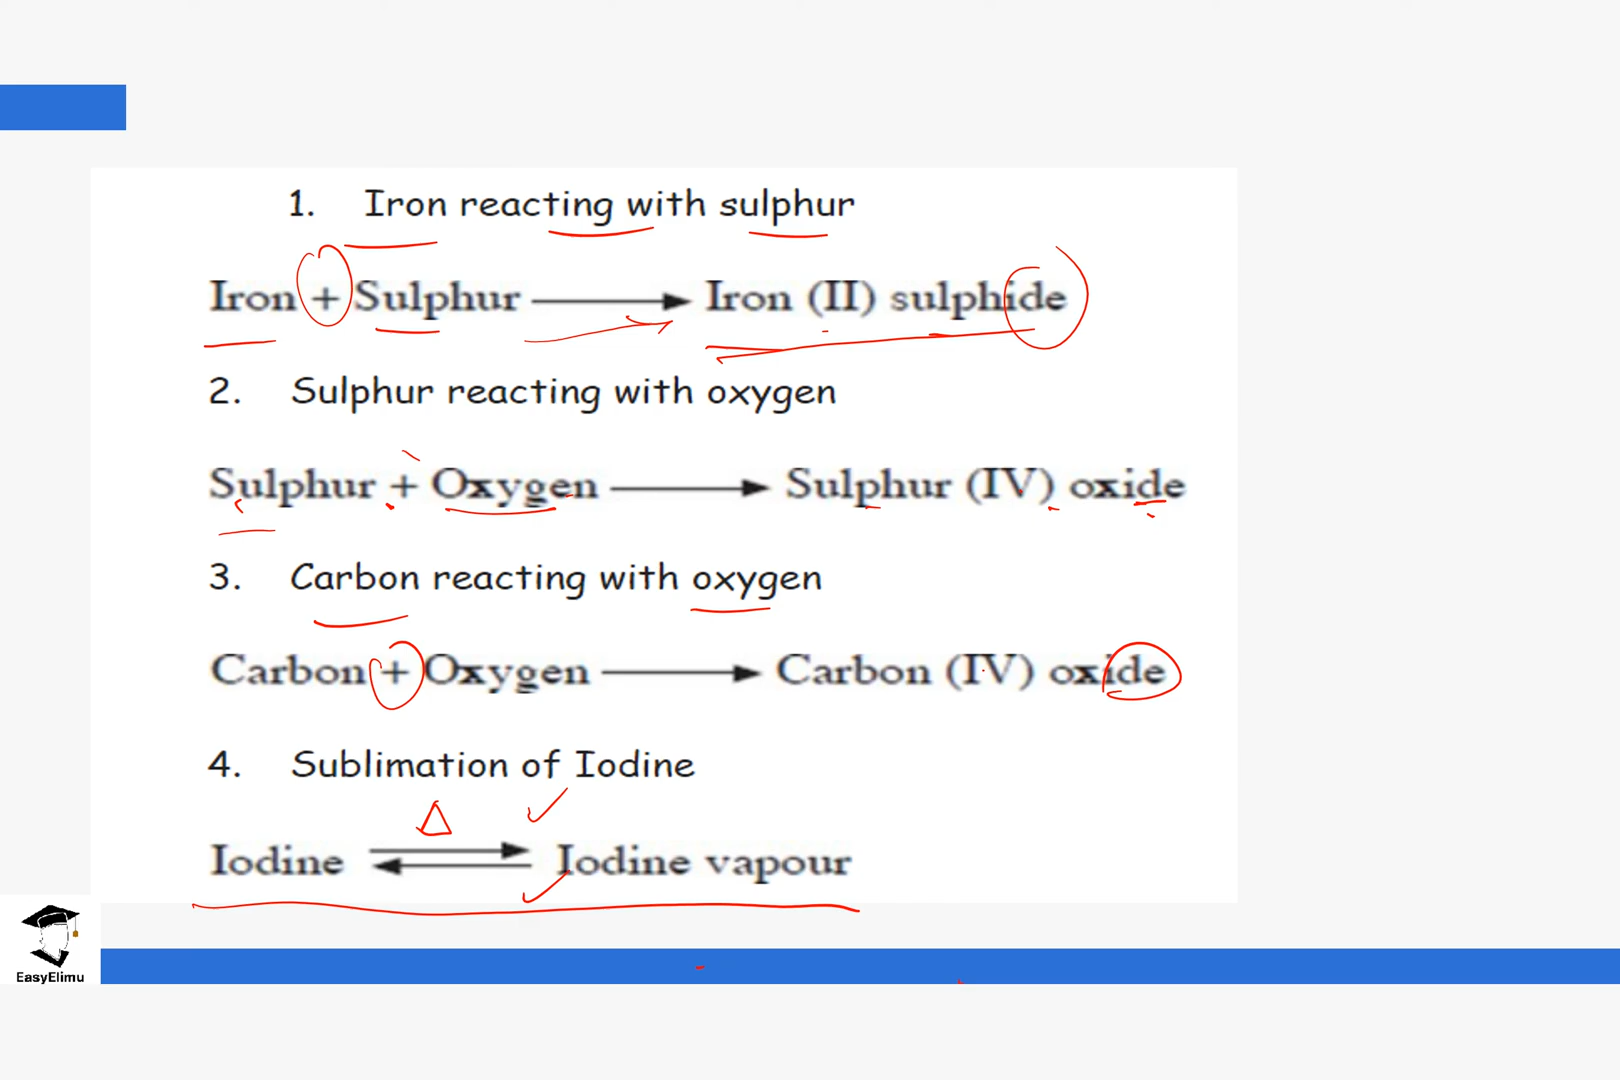 1. Iron reacting with sulphur
Iron + Sulphur → Iron (II) sulphide
2. Sulphur reacting with oxygen
Sulphur + Oxygen → Sulphur (IV) oxide
3. Carbon reacting with oxygen
Carbon + Oxygen → Carbon (IV) oxide
4. Sublimation of Iodine
Δ
Iodine ⇌ Iodine vapour
EasyElimu